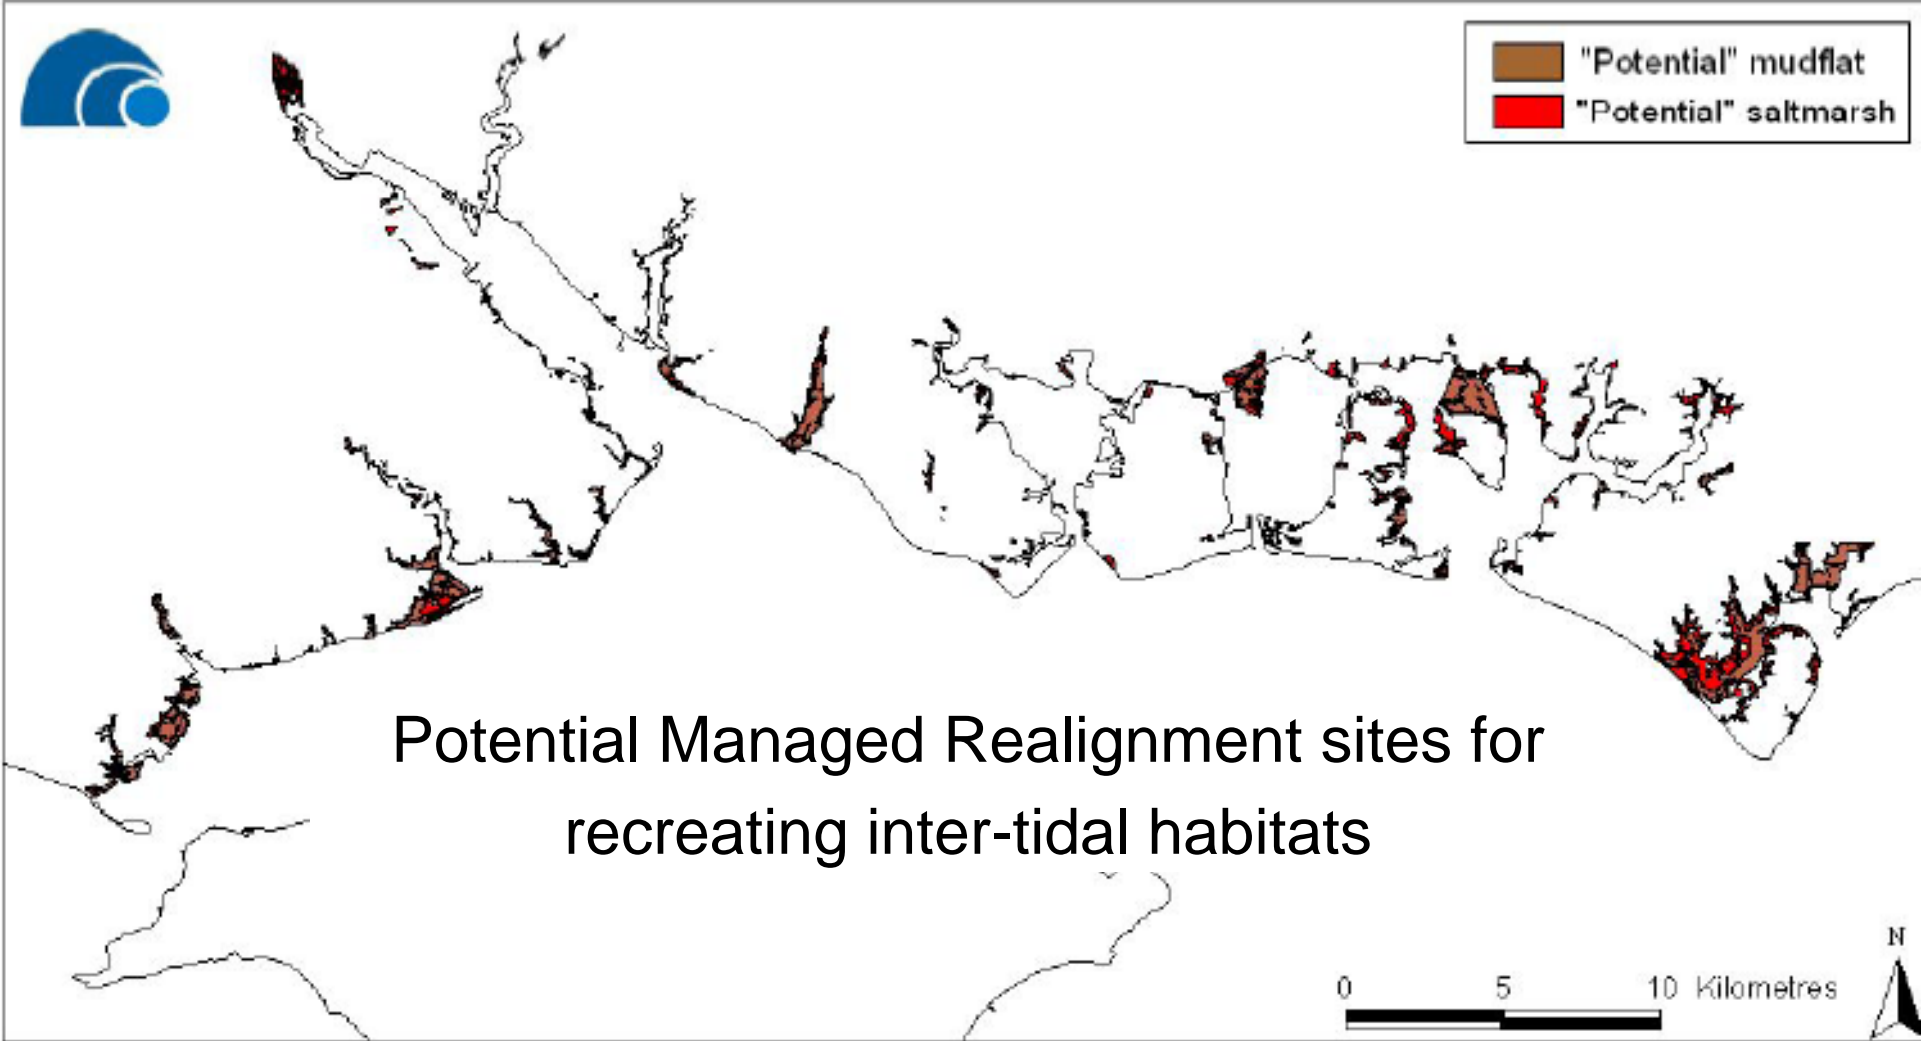 "Potential" mudflat
"Potential" saltmarsh
Potential Managed Realignment sites for
recreating inter-tidal habitats
N
0 5 10 Kilometres